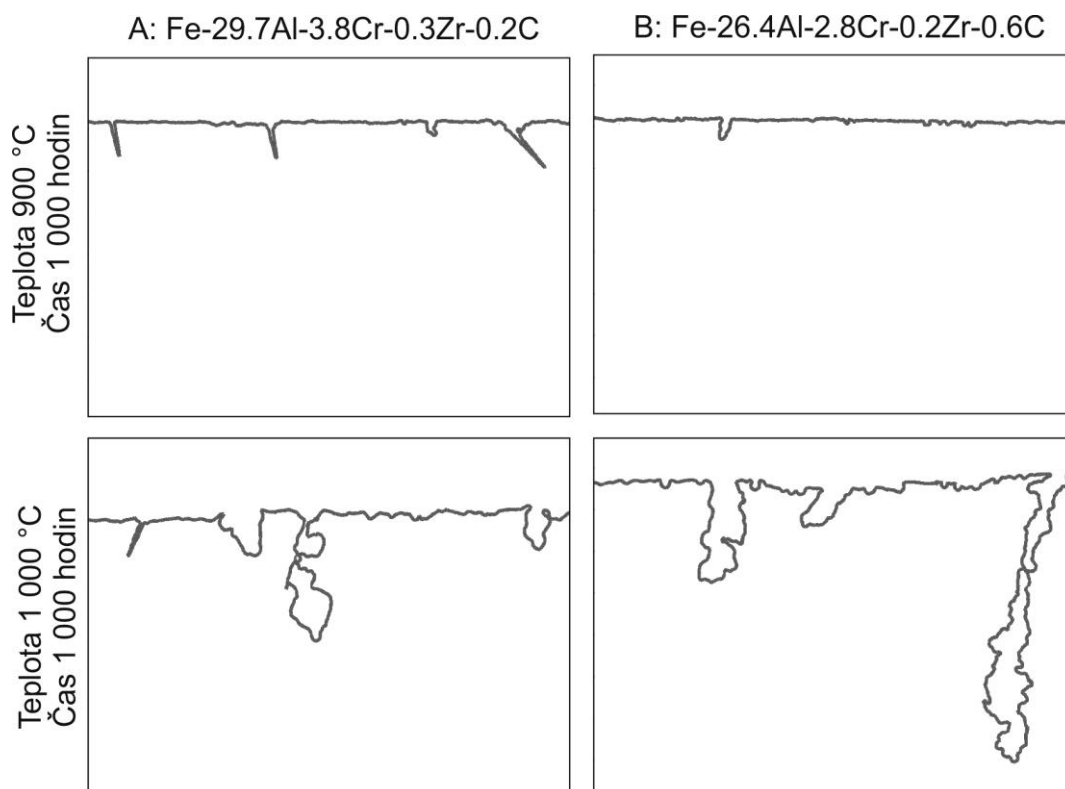 A: Fe-29.7Al-3.8Cr-0.3Zr-0.2C
B: Fe-26.4Al-2.8Cr-0.2Zr-0.6C
Teplota 900 °C
Čas 1 000 hodin
Teplota 1 000 °C
Čas 1 000 hodin